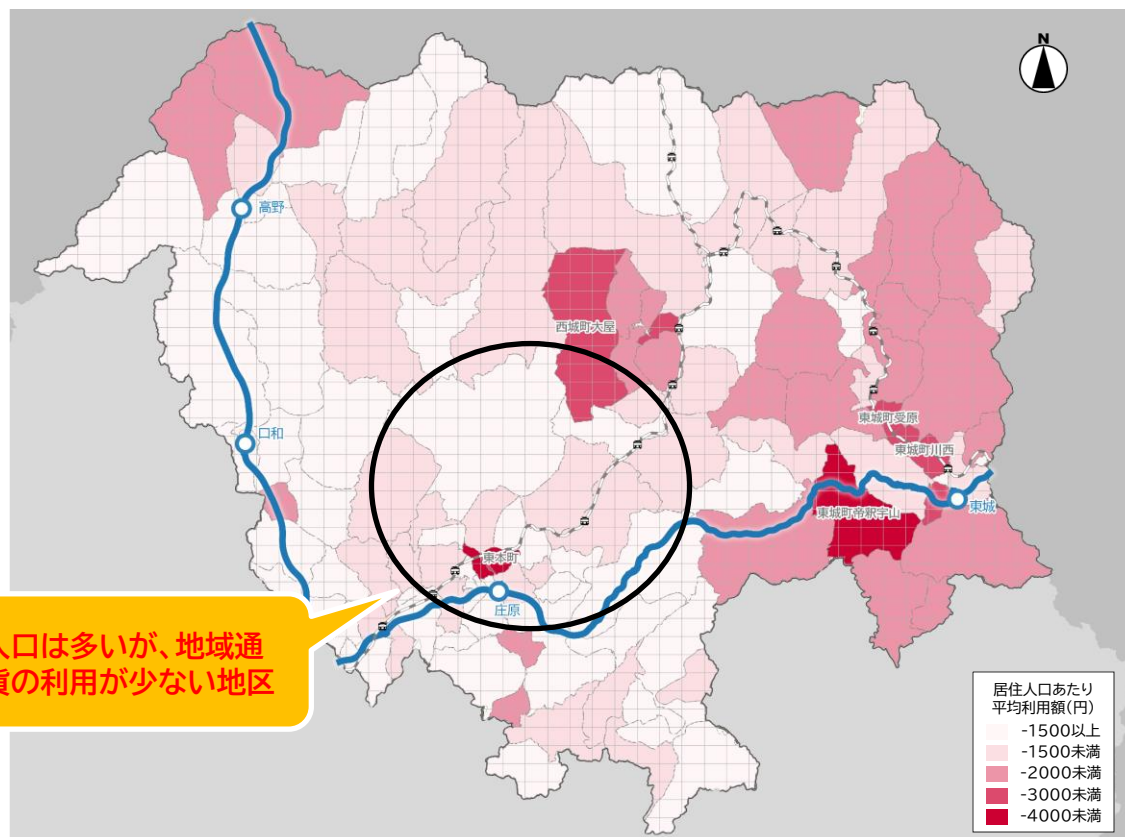 N
高野
西城町大屋
東城町受原
口和
東城町川西
東城
東城町帝釈宇山
東本町
庄原
人口は多いが、地域通
貨の利用が少ない地区
居住人口あたり
平均利用額(円)
-1500以上
-1500未満
-2000未満
-3000未満
-4000未満